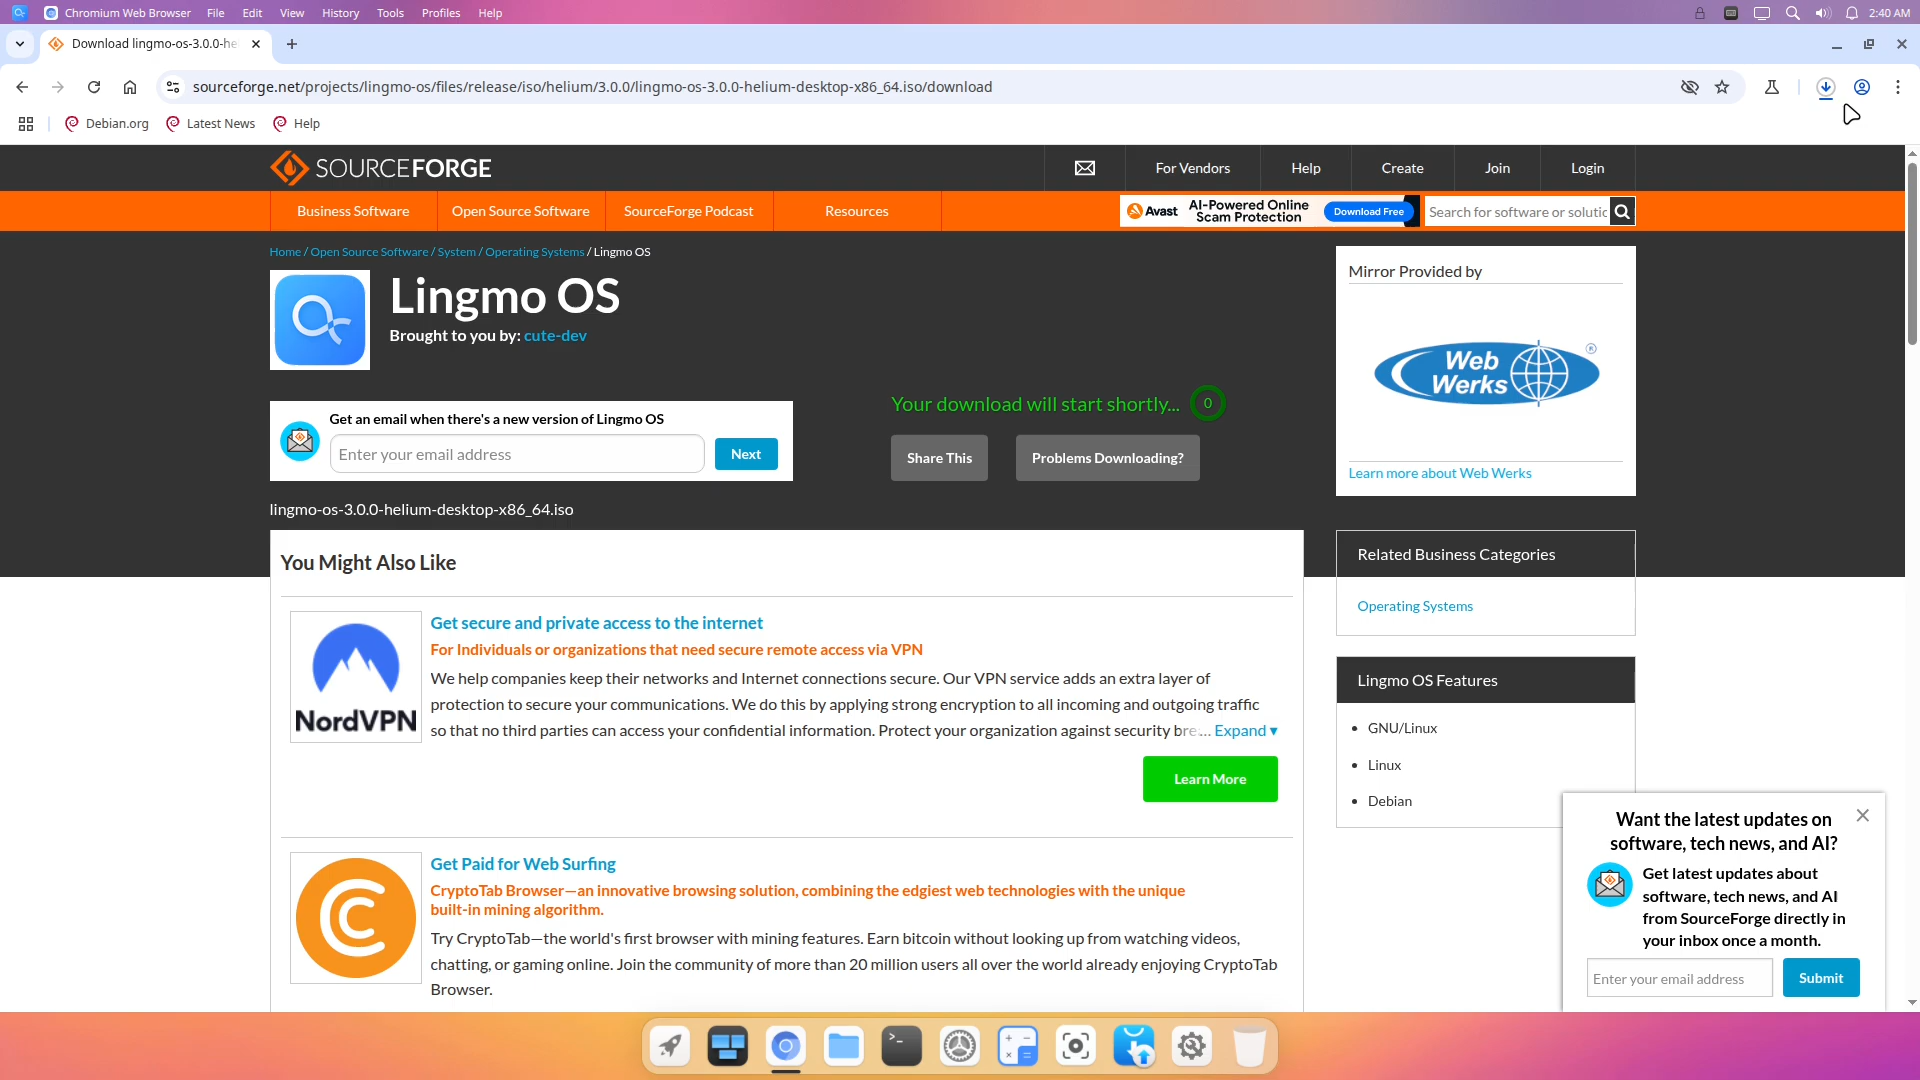 Chromium Web Browser File Edit View History Tools Profiles Help 2:40 AM
Download lingmo-os-3.0.0-he
sourceforge.net/projects/lingmo-os/files/release/iso/helium/3.0.0/lingmo-os-3.0.0-helium-desktop-x86_64.iso/download
Debian.org Latest News Help
SOURCEFORGE For Vendors Help Create Join Login
Business Software Open Source Software SourceForge Podcast Resources
Avast AI-Powered Online Scam Protection Download Free
Search for software or solutic
Home / Open Source Software / System / Operating Systems / Lingmo OS
Lingmo OS
Brought to you by: cute-dev
Get an email when there's a new version of Lingmo OS
Enter your email address Next
Your download will start shortly... 0
Share This Problems Downloading?
lingmo-os-3.0.0-helium-desktop-x86_64.iso
Mirror Provided by
Web Werks ®
Learn more about Web Werks
You Might Also Like
NordVPN
Get secure and private access to the internet
For Individuals or organizations that need secure remote access via VPN
We help companies keep their networks and Internet connections secure. Our VPN service adds an extra layer of
protection to secure your communications. We do this by applying strong encryption to all incoming and outgoing traffic
so that no third parties can access your confidential information. Protect your organization against security bre... Expand ▾
Learn More
Get Paid for Web Surfing
CryptoTab Browser—an innovative browsing solution, combining the edgiest web technologies with the unique
built-in mining algorithm.
Try CryptoTab—the world's first browser with mining features. Earn bitcoin without looking up from watching videos,
chatting, or gaming online. Join the community of more than 20 million users all over the world already enjoying CryptoTab
Browser.
Related Business Categories
Operating Systems
Lingmo OS Features
GNU/Linux
Linux
Debian
Want the latest updates on
software, tech news, and AI?
Get latest updates about
software, tech news, and AI
from SourceForge directly in
your inbox once a month.
Enter your email address Submit